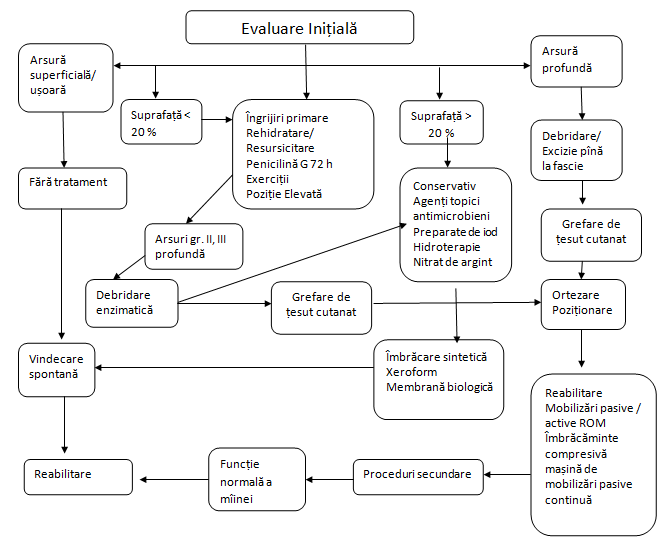 Evaluare Inițială
Arsură
superficială/
ușoară
Arsură
profundă
Suprafață <
20 %
Îngrijiri primare
Rehidratare/
Resursicitare
Penicilină G 72 h
Exerciții
Poziție Elevată
Suprafață >
20 %
Debridare/
Excizie pînă
la fascie
Fără tratament
Conservativ
Agenți topici
antimicrobieni
Preparate de iod
Hidroterapie
Nitrat de argint
Arsuri gr. II, III
profundă
Grefare de
țesut cutanat
Debridare
enzimatică
Grefare de
țesut cutanat
Ortezare
Poziționare
Vindecare
spontană
Îmbrăcare sintetică
Xeroform
Membrană biologică
Reabilitare
Mobilizări pasive /
active ROM
Îmbrăcăminte
compresivă
mașină de
mobilizări pasive
continuă
Reabilitare
Funcție
normală a
mîinei
Proceduri secundare